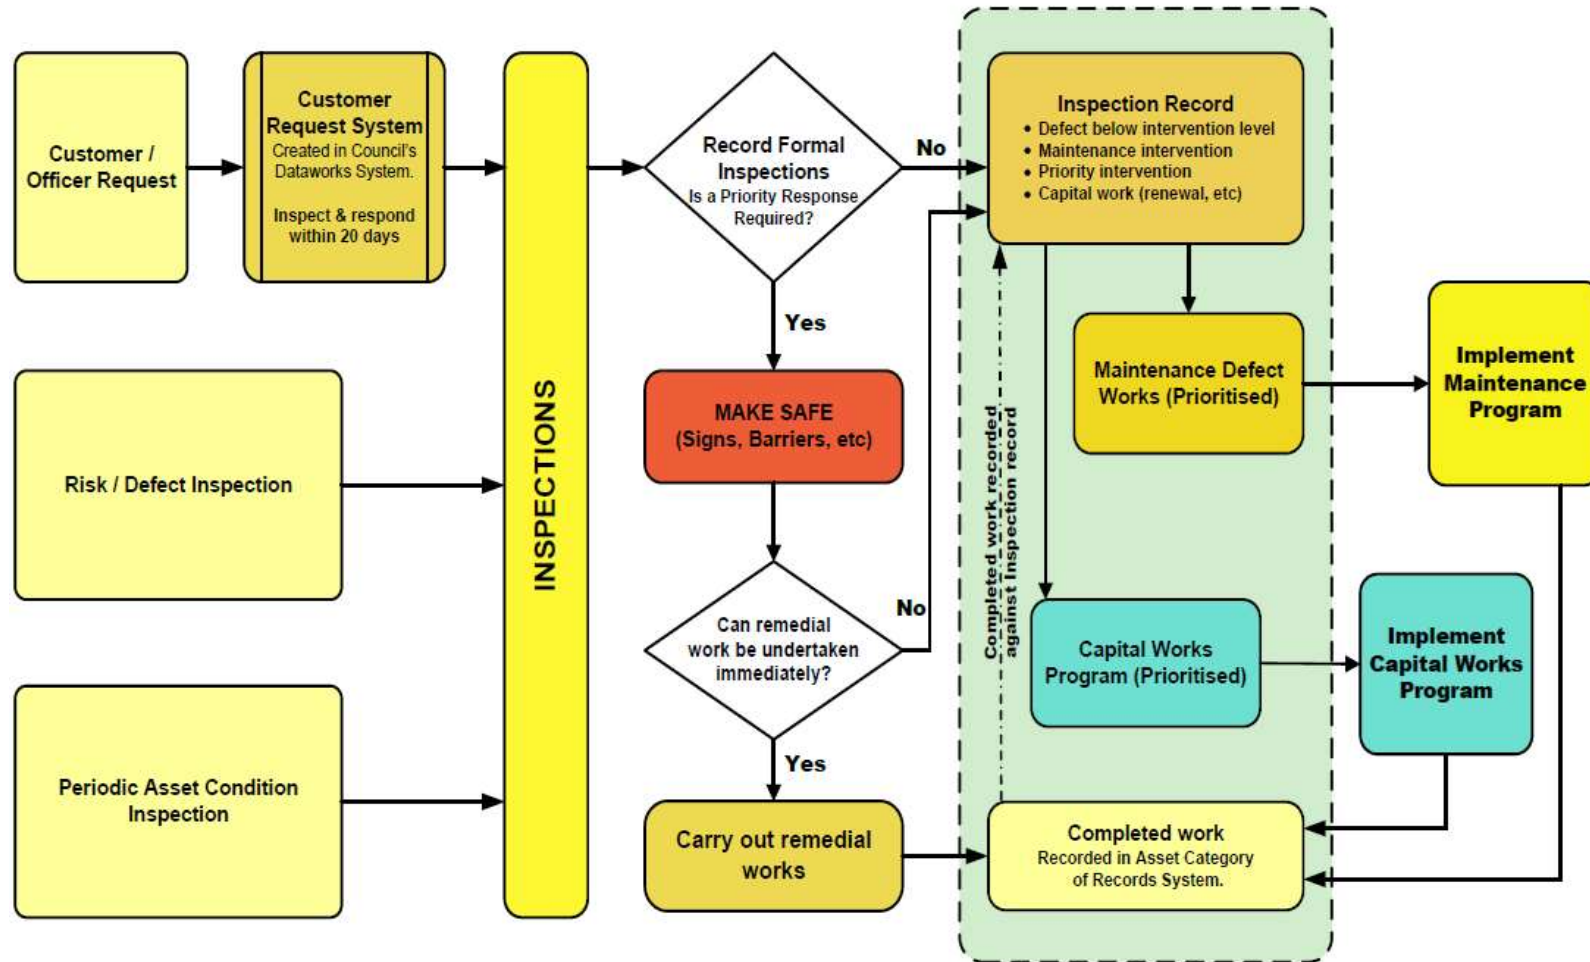 Customer /
Officer Request
Customer
Request System
Created in Council's
Dataworks System.
Inspect & respond
within 20 days
Risk / Defect Inspection
Periodic Asset Condition
Inspection
INSPECTIONS
Record Formal
Inspections
Is a Priority Response
Required?
No
Yes
MAKE SAFE
(Signs, Barriers, etc)
Can remedial
work be undertaken
immediately?
No
Yes
Carry out remedial
works
Inspection Record
• Defect below intervention level
• Maintenance intervention
• Priority intervention
• Capital work (renewal, etc)
Completed work recorded
against Inspection record
Maintenance Defect
Works (Prioritised)
Implement
Maintenance
Program
Capital Works
Program (Prioritised)
Implement
Capital Works
Program
Completed work
Recorded in Asset Category
of Records System.